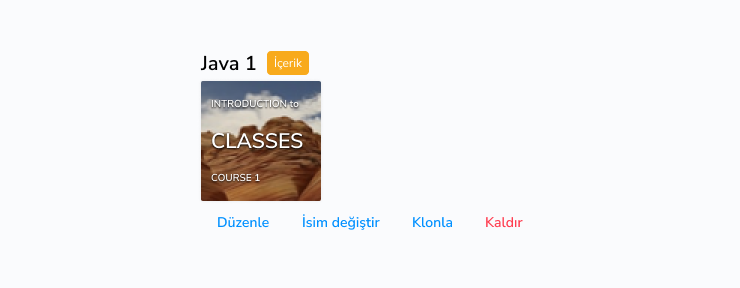 Java 1 İçerik
INTRODUCTION to
CLASSES
COURSE 1
Düzenle İsim değiştir Klonla Kaldır